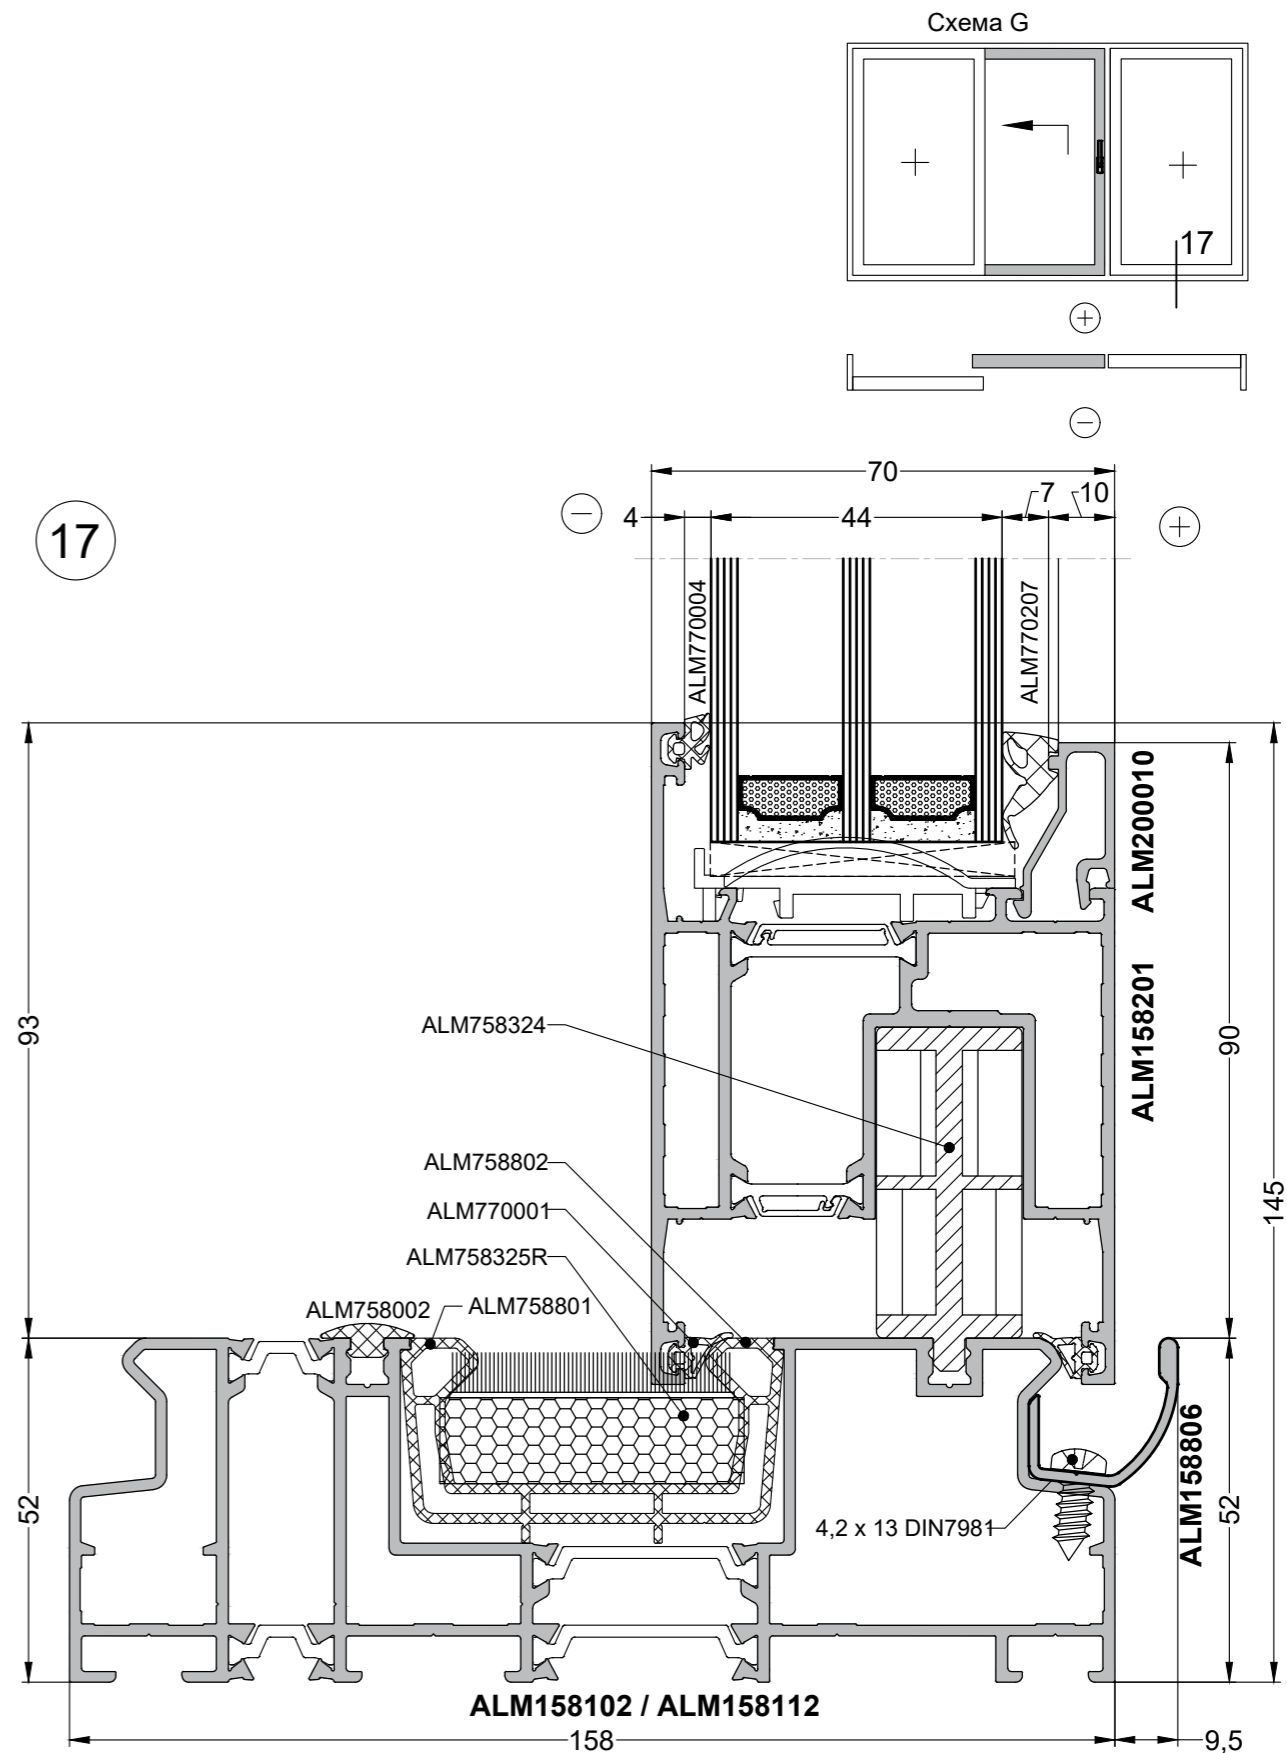 Схема G
17
+
−
17
70
− 4 44 7 10 +
ALM770004
ALM770207
ALM200010
ALM158201
93
90
145
ALM758324
ALM758802
ALM770001
ALM758325R
ALM758002
ALM758801
52
52
ALM158806
4,2 x 13 DIN7981
ALM158102 / ALM158112
158
9,5